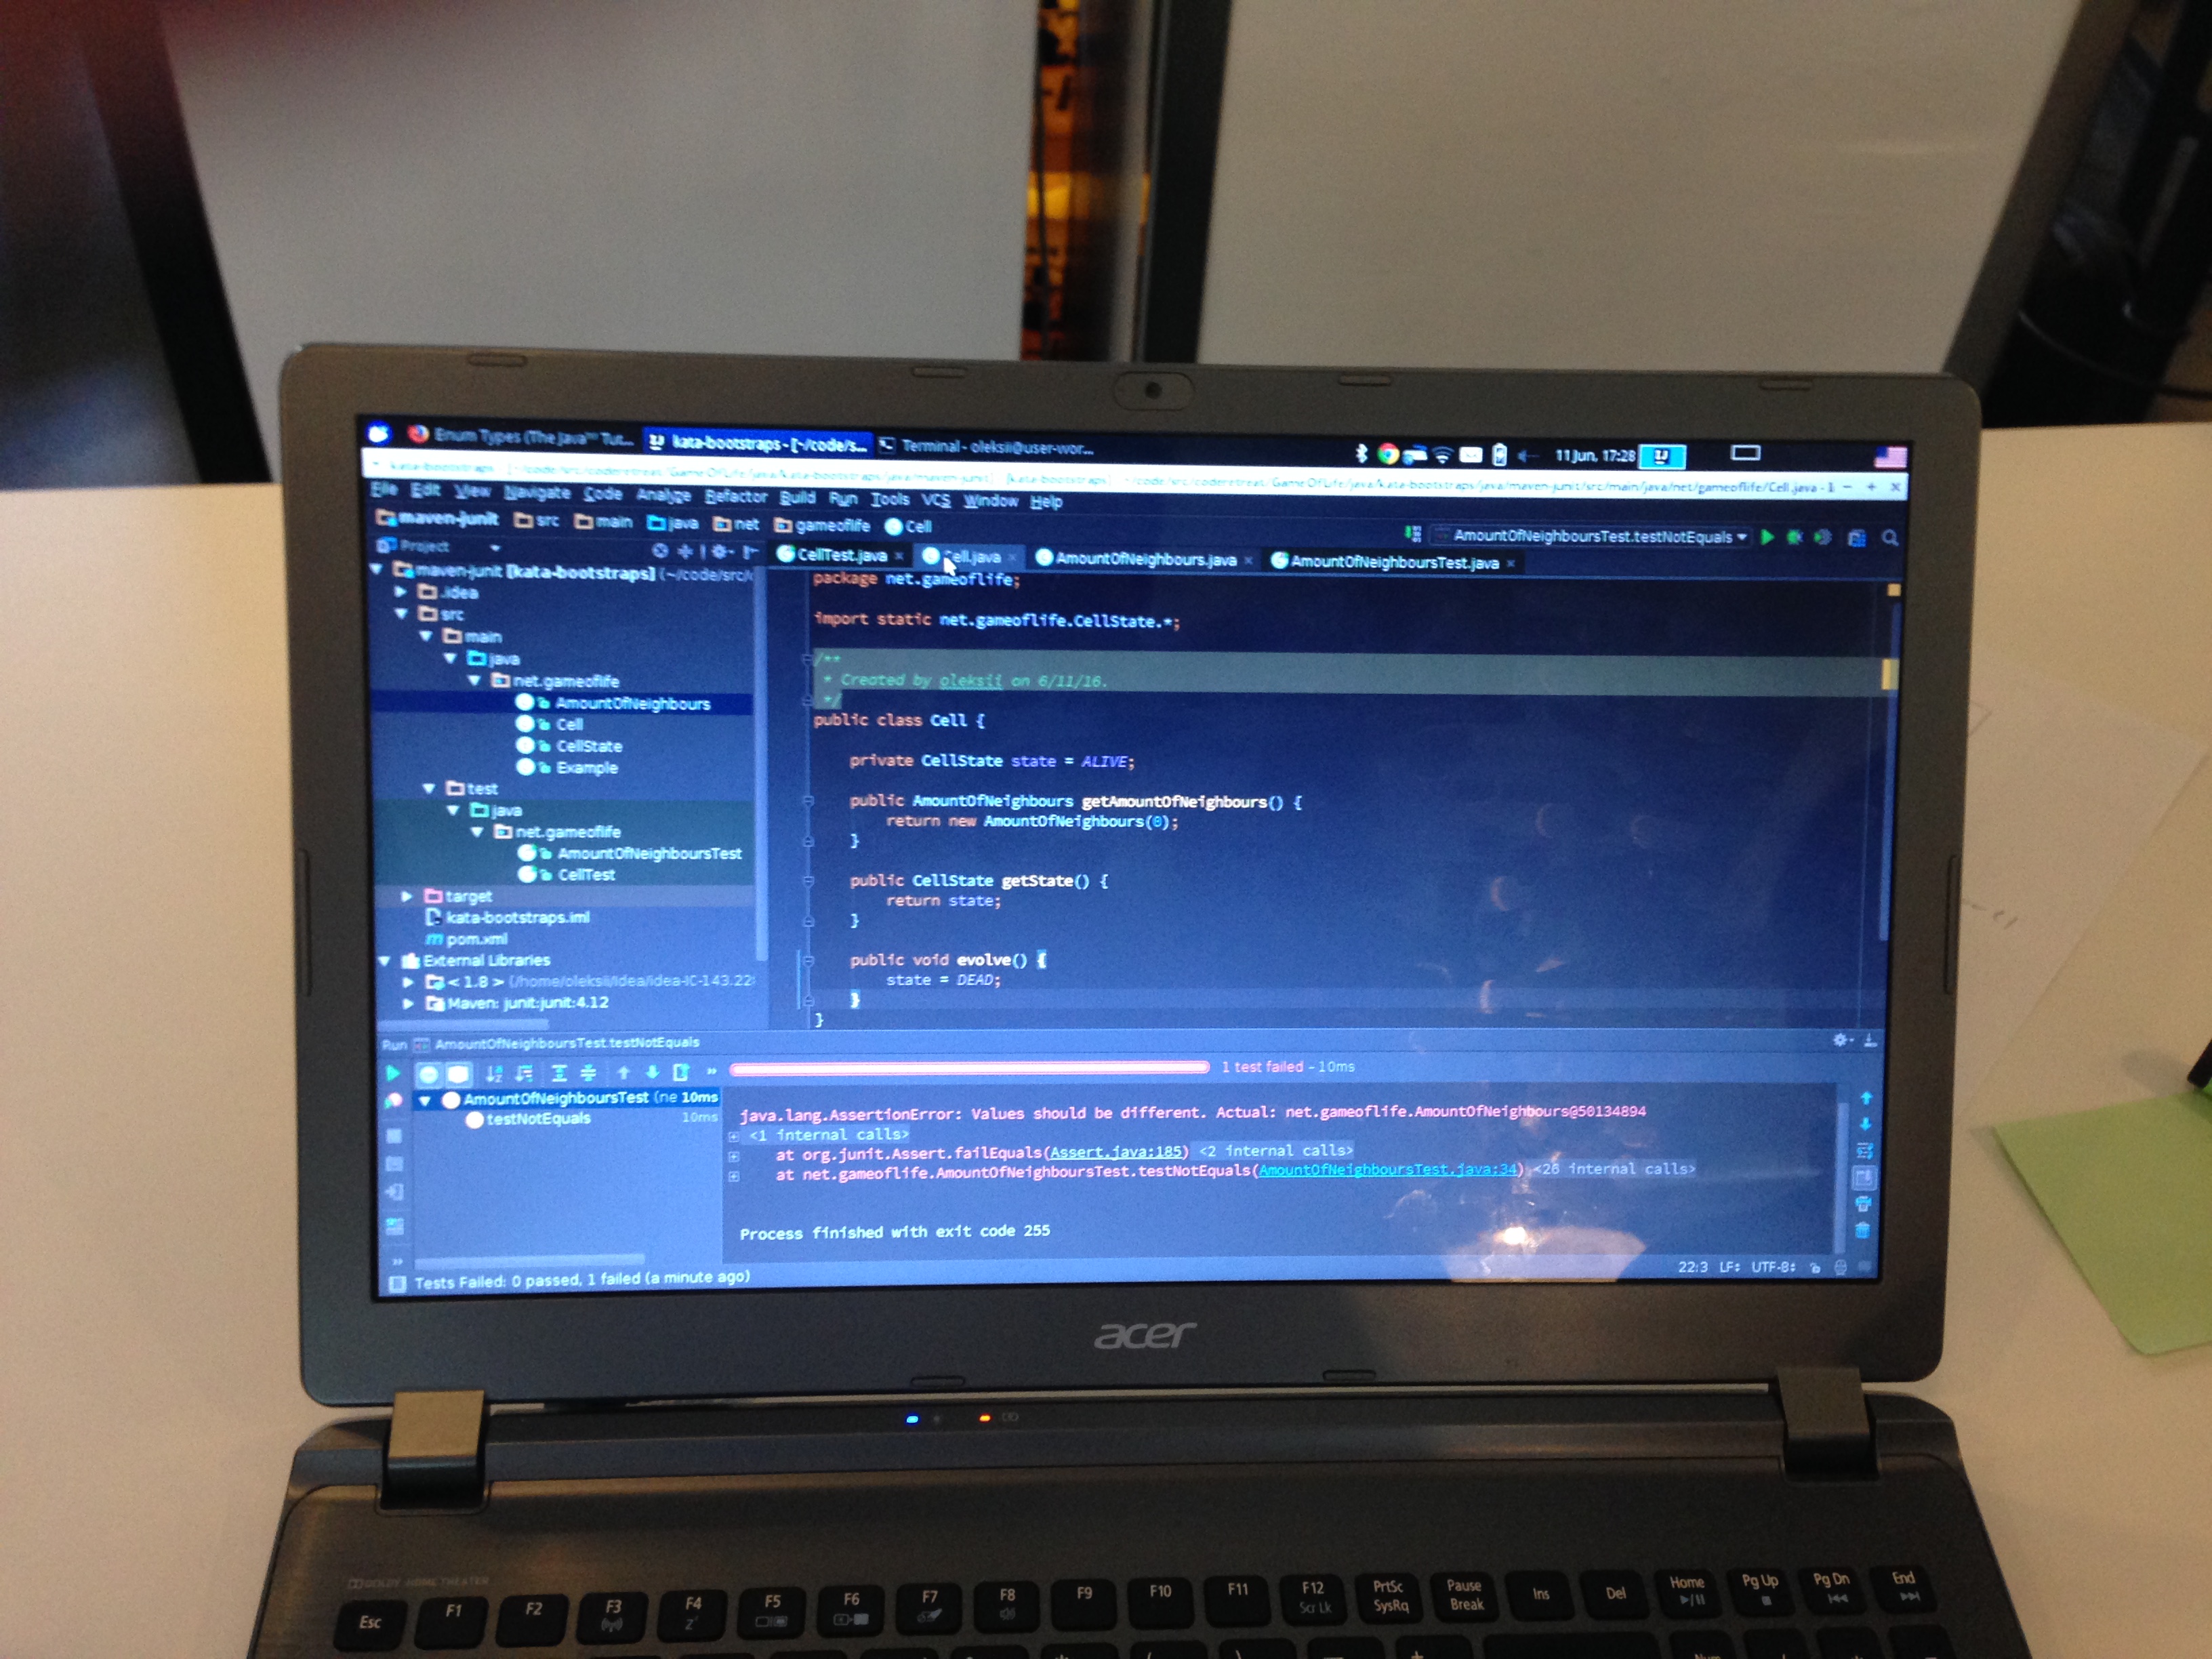 Enum Types (The Java™ Tut... kata-bootstraps - [~/code/s... Terminal - oleksii@user-wor... 11 Jun, 17:28
kata-bootstraps - [~/code/src/coderetreat/GameOfLife/java/kata-bootstraps/java/maven-junit] - [kata-bootstraps] - ~/code/src/coderetreat/GameOfLife/java/kata-bootstraps/java/maven-junit/src/main/java/net/gameoflife/Cell.java - I
File Edit View Navigate Code Analyze Refactor Build Run Tools VCS Window Help
maven-junit src main java net gameoflife Cell
AmountOfNeighboursTest.testNotEquals
Project
CellTest.java Cell.java AmountOfNeighbours.java AmountOfNeighboursTest.java
maven-junit [kata-bootstraps] (~/code/src/c
.idea
src
main
java
net.gameoflife
AmountOfNeighbours
Cell
CellState
Example
test
java
net.gameoflife
AmountOfNeighboursTest
CellTest
target
kata-bootstraps.iml
pom.xml
External Libraries
< 1.8 > (/home/oleksii/idea/idea-IC-143.22
Maven: junit:junit:4.12
package net.gameoflife;
import static net.gameoflife.CellState.*;
/**
* Created by oleksii on 6/11/16.
*/
public class Cell {
private CellState state = ALIVE;
public AmountOfNeighbours getAmountOfNeighbours() {
return new AmountOfNeighbours(0);
}
public CellState getState() {
return state;
}
public void evolve() {
state = DEAD;
}
}
Run AmountOfNeighboursTest.testNotEquals
1 test failed - 10ms
AmountOfNeighboursTest (ne 10ms
testNotEquals 10ms
java.lang.AssertionError: Values should be different. Actual: net.gameoflife.AmountOfNeighbours@50134894
<1 internal calls>
at org.junit.Assert.failEquals(Assert.java:185) <2 internal calls>
at net.gameoflife.AmountOfNeighboursTest.testNotEquals(AmountOfNeighboursTest.java:34) <26 internal calls>
Process finished with exit code 255
Tests Failed: 0 passed, 1 failed (a minute ago)
22:3 LF UTF-8
acer
DOLBY HOME THEATER
Esc F1 F2 F3 F4 F5 F6 F7 F8 F9 F10 F11 F12 PrtSc Pause Ins Del Home Pg Up Pg Dn End
Scr Lk SysRq Break